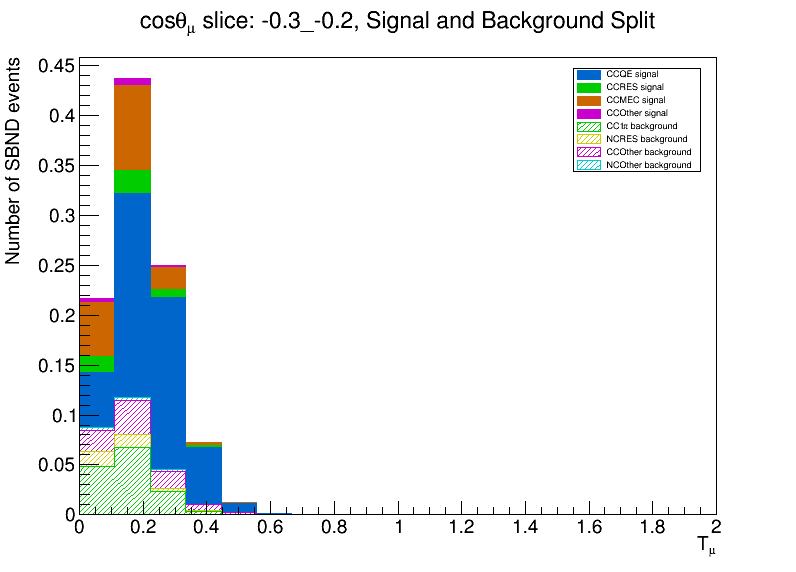 cosθμ slice: -0.3_-0.2, Signal and Background Split
Number of SBND events
0.45
0.4
0.35
0.3
0.25
0.2
0.15
0.1
0.05
0
CCQE signal
CCRES signal
CCMEC signal
CCOther signal
CC1π background
NCRES background
CCOther background
NCOther background
0 0.2 0.4 0.6 0.8 1 1.2 1.4 1.6 1.8 2
Tμ